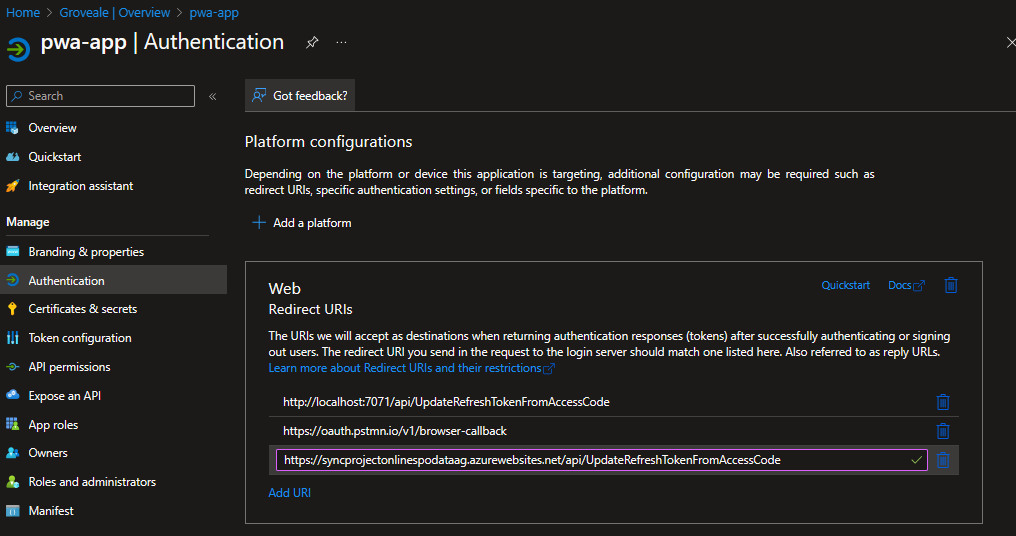 Home > Groveale | Overview > pwa-app
pwa-app | Authentication
Search
Overview
Quickstart
Integration assistant
Manage
Branding & properties
Authentication
Certificates & secrets
Token configuration
API permissions
Expose an API
App roles
Owners
Roles and administrators
Manifest
Got feedback?
Platform configurations
Depending on the platform or device this application is targeting, additional configuration may be required such as
redirect URIs, specific authentication settings, or fields specific to the platform.
Add a platform
Web
Quickstart
Docs
Redirect URIs
The URIs we will accept as destinations when returning authentication responses (tokens) after successfully authenticating or signing
out users. The redirect URI you send in the request to the login server should match one listed here. Also referred to as reply URLs.
Learn more about Redirect URIs and their restrictions
http://localhost:7071/api/UpdateRefreshTokenFromAccessCode
https://oauth.pstmn.io/v1/browser-callback
https://syncprojectonlinespodataag.azurewebsites.net/api/UpdateRefreshTokenFromAccessCode
Add URI